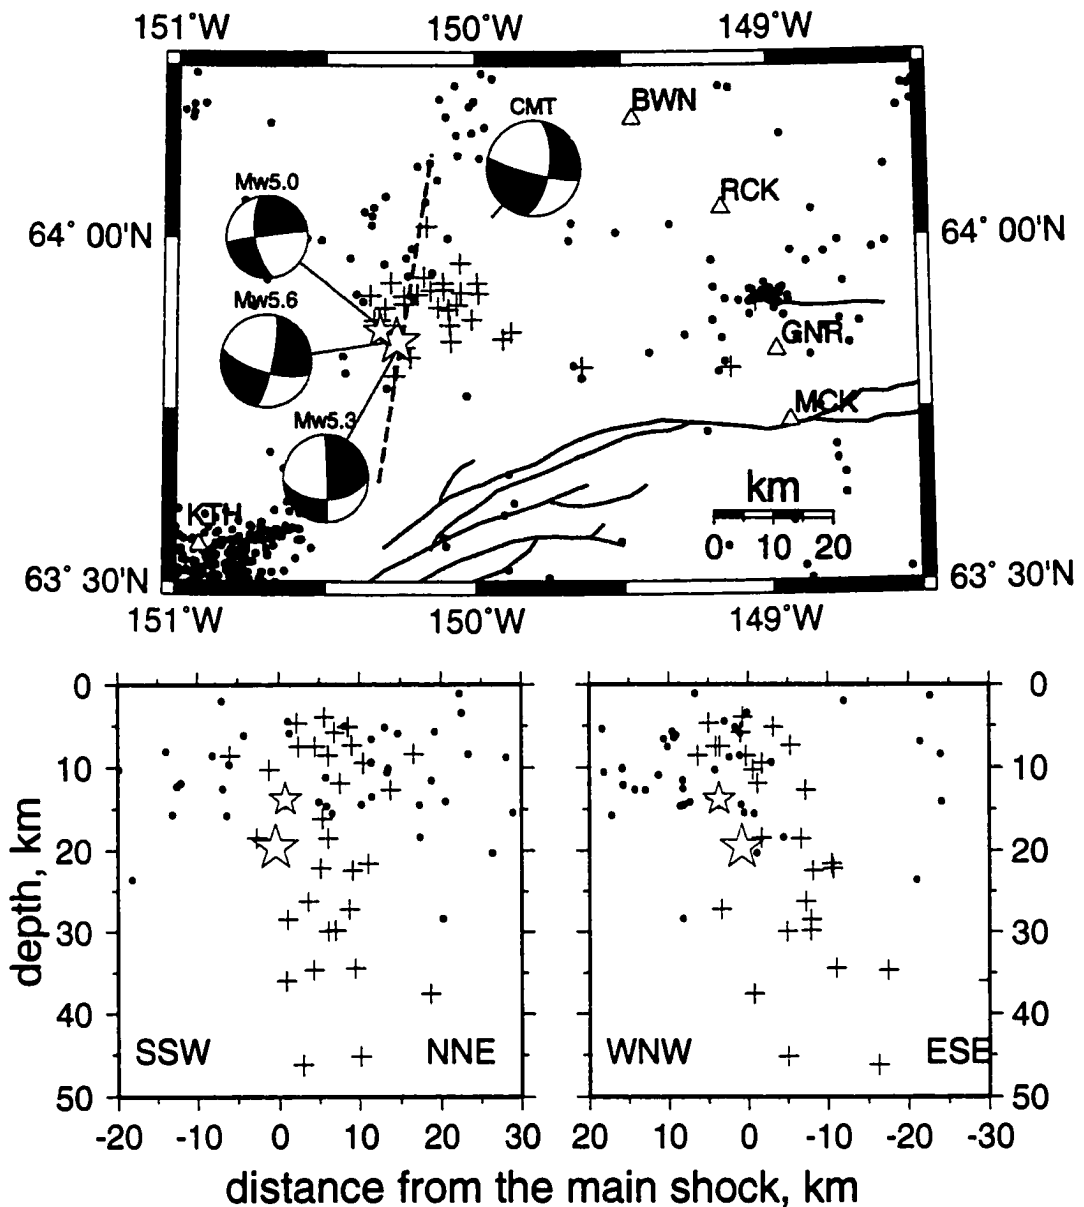 151°W 150°W 149°W
CMT
BWN
Mw5.0
RCK
64° 00'N 64° 00'N
Mw5.6
GNR
MCK
Mw5.3
km
KTH
0 10 20
63° 30'N 63° 30'N
151°W 150°W 149°W
0 0
10 10
20 20
30 30
40 40
50 50
depth, km
SSW NNE WNW ESE
-20 -10 0 10 20 30 20 10 0 -10 -20 -30
distance from the main shock, km